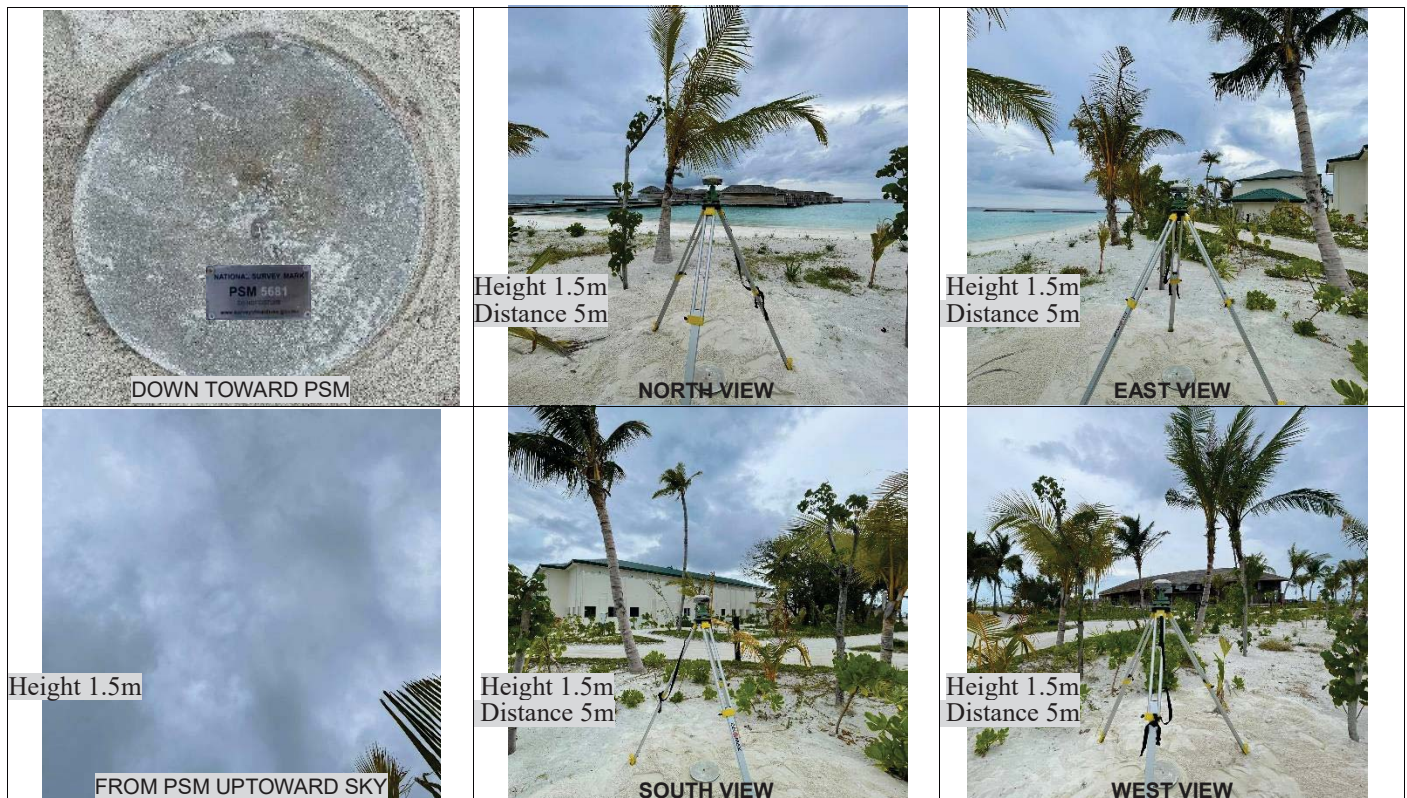 NATIONAL SURVEY MARK
PSM 5681
DOWN TOWARD PSM
Height 1.5m
Distance 5m
NORTH VIEW
Height 1.5m
Distance 5m
EAST VIEW
Height 1.5m
FROM PSM UPTOWARD SKY
Height 1.5m
Distance 5m
SOUTH VIEW
Height 1.5m
Distance 5m
WEST VIEW